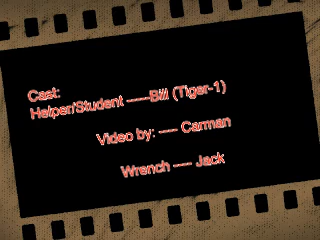 Cast:
Helper/Student -----Bill (Tiger-1)
Video by: ---- Carman
Wrench ---- Jack